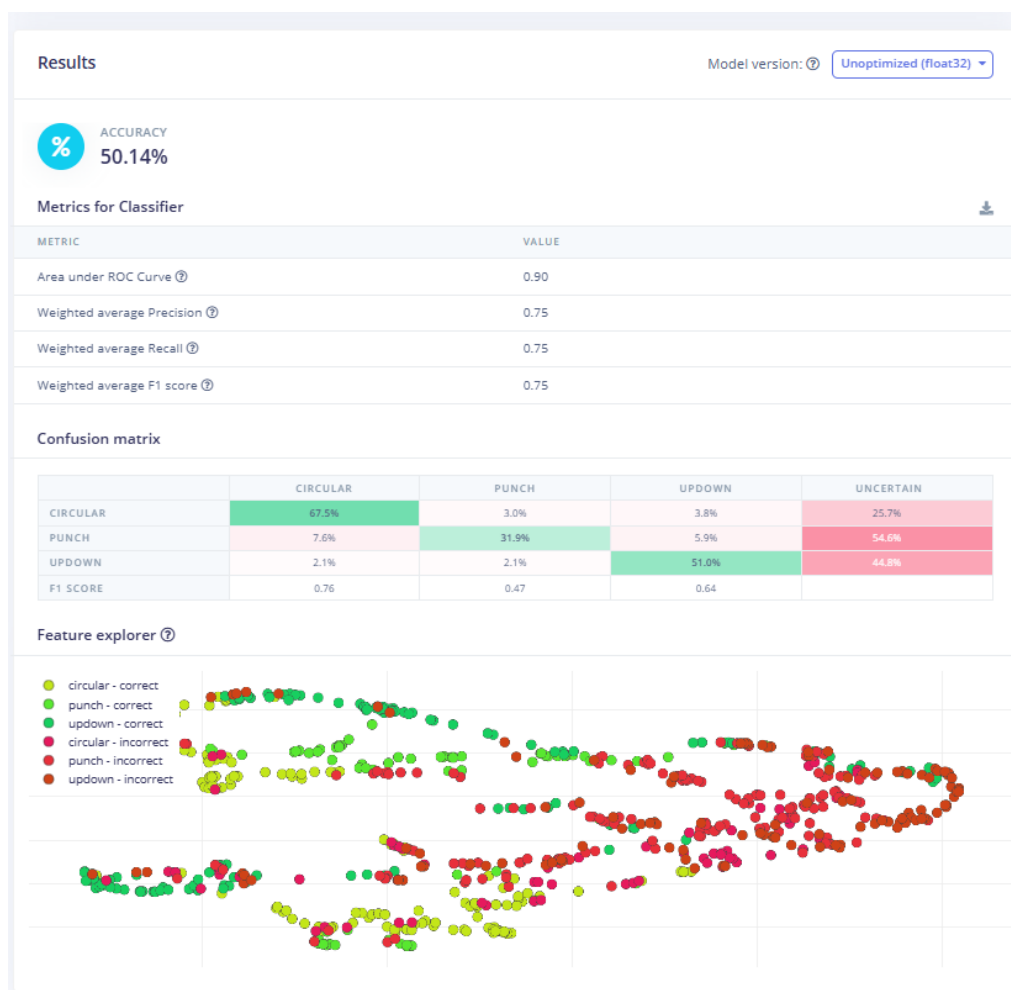 Results
Model version: Unoptimized (float32)
%
ACCURACY
50.14%
Metrics for Classifier
METRIC VALUE
Area under ROC Curve ? 0.90
Weighted average Precision ? 0.75
Weighted average Recall ? 0.75
Weighted average F1 score ? 0.75
Confusion matrix
CIRCULAR PUNCH UPDOWN UNCERTAIN
CIRCULAR 67.5% 3.0% 3.8% 25.7%
PUNCH 7.6% 31.9% 5.9% 54.6%
UPDOWN 2.1% 2.1% 51.0% 44.8%
F1 SCORE 0.76 0.47 0.64
Feature explorer ?
circular - correct
punch - correct
updown - correct
circular - incorrect
punch - incorrect
updown - incorrect